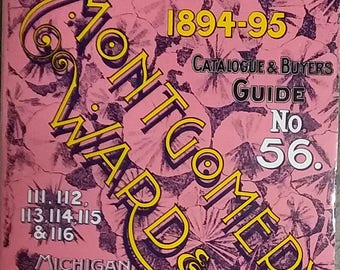 1894-95
CATALOGUE & BUYERS
GUIDE
No
56.
MONTGOMERY
WARD &
111. 112.
113.114.115
& 116
MICHIGAN